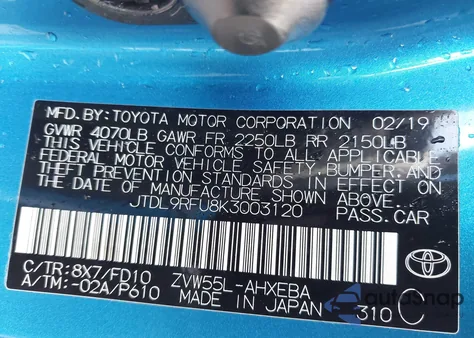 MFD. BY: TOYOTA MOTOR CORPORATION 02/19
GVWR 4070LB GAWR FR 2250LB RR 2150LB
THIS VEHICLE CONFORMS TO ALL APPLICABLE
FEDERAL MOTOR VEHICLE SAFETY, BUMPER, AND
THEFT PREVENTION STANDARDS IN EFFECT ON
THE DATE OF MANUFACTURE SHOWN ABOVE.
JTDL9RFU8K3003120 PASS.CAR
C/TR: 8X7/FD10 ZVW55L-AHXEBA
A/TM: -02A/P610 MADE IN JAPAN 310 C
TOYOTA
autosnap